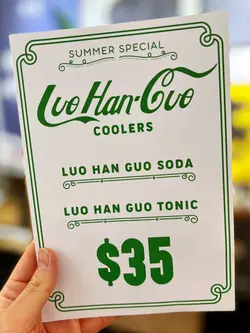 SUMMER SPECIAL
Luo Han-Guo
COOLERS
LUO HAN GUO SODA
LUO HAN GUO TONIC
$35